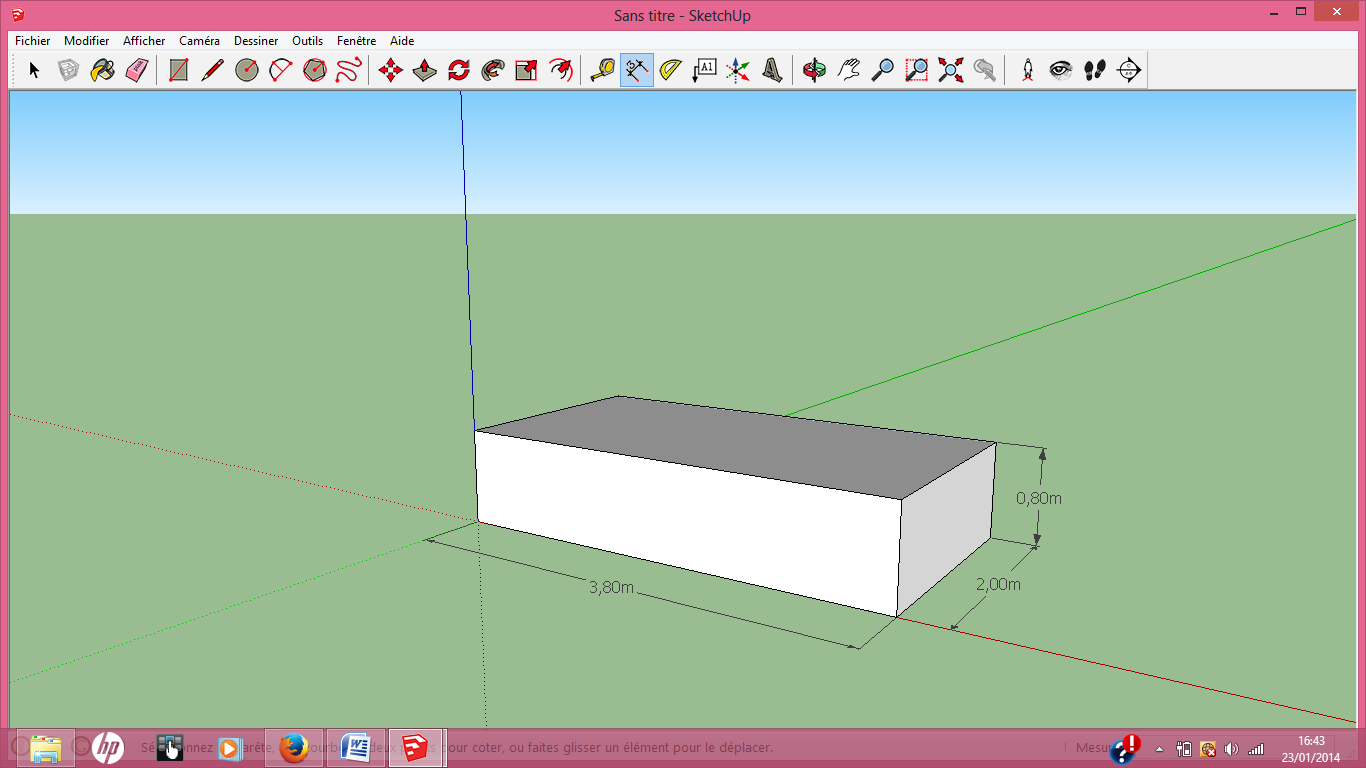 Sans titre - SketchUp
Fichier Modifier Afficher Caméra Dessiner Outils Fenêtre Aide
A1
0,80m
2,00m
3,80m
hp
pour coter, ou faites glisser un élément pour le déplacer.
16:43
23/01/2014